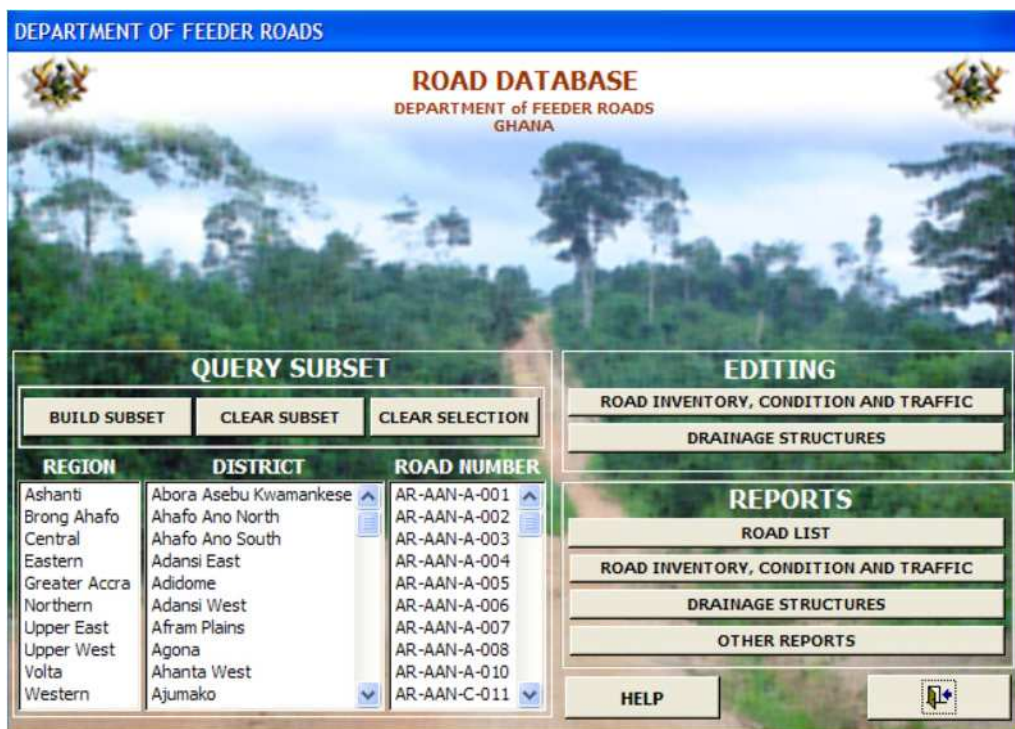 DEPARTMENT OF FEEDER ROADS
ROAD DATABASE
DEPARTMENT of FEEDER ROADS
GHANA
QUERY SUBSET
BUILD SUBSET
CLEAR SUBSET
CLEAR SELECTION
REGION
Ashanti
Brong Ahafo
Central
Eastern
Greater Accra
Northern
Upper East
Upper West
Volta
Western
DISTRICT
Abora Asebu Kwamankese
Ahafo Ano North
Ahafo Ano South
Adansi East
Adidome
Adansi West
Afram Plains
Agona
Ahanta West
Ajumako
ROAD NUMBER
AR-AAN-A-001
AR-AAN-A-002
AR-AAN-A-003
AR-AAN-A-004
AR-AAN-A-005
AR-AAN-A-006
AR-AAN-A-007
AR-AAN-A-008
AR-AAN-A-010
AR-AAN-C-011
EDITING
ROAD INVENTORY, CONDITION AND TRAFFIC
DRAINAGE STRUCTURES
REPORTS
ROAD LIST
ROAD INVENTORY, CONDITION AND TRAFFIC
DRAINAGE STRUCTURES
OTHER REPORTS
HELP